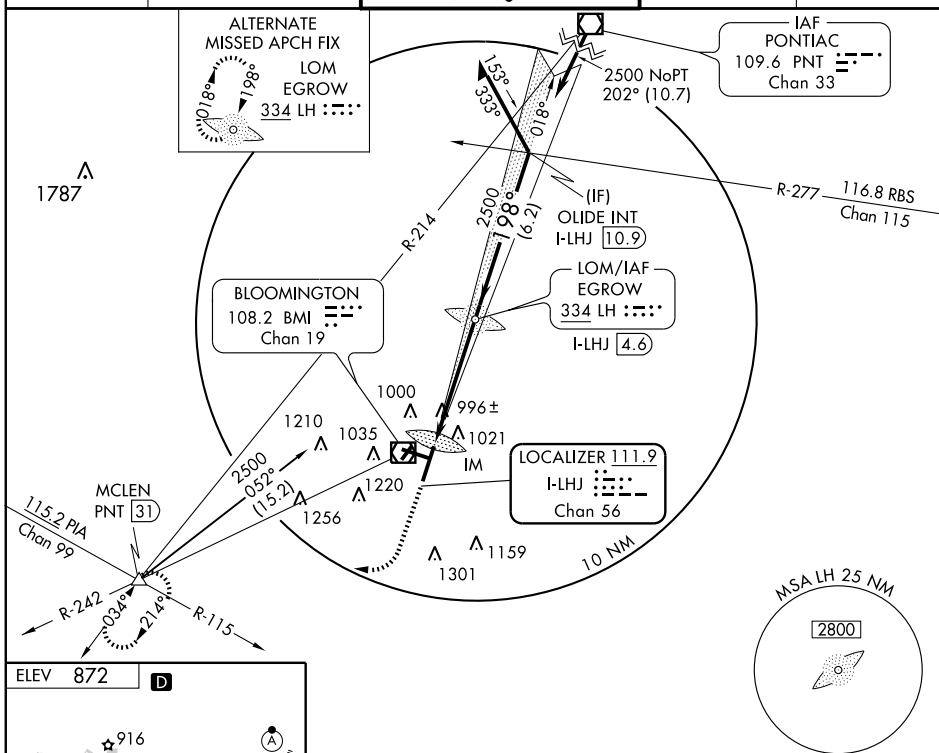 ALTERNATE
MISSED APCH FIX
LOM
EGROW
334 LH
018°
198°
IAF
PONTIAC
109.6 PNT
Chan 33
2500 NoPT
202° (10.7)
153°
333°
018°
1787
R-277
116.8 RBS
Chan 115
(IF)
OLIDE INT
I-LHJ 10.9
2500
198°
(6.2)
R-214
LOM/IAF
EGROW
334 LH
I-LHJ 4.6
BLOOMINGTON
108.2 BMI
Chan 19
1000
996±
1210
1035
1021
IM
1220
1256
LOCALIZER 111.9
I-LHJ
Chan 56
2500
052°
(15.2)
MCLEN
PNT 31
115.2 PIA
Chan 99
1159
1301
10 NM
R-242
034°
214°
R-115
MSA LH 25 NM
2800
ELEV 872
D
916
A